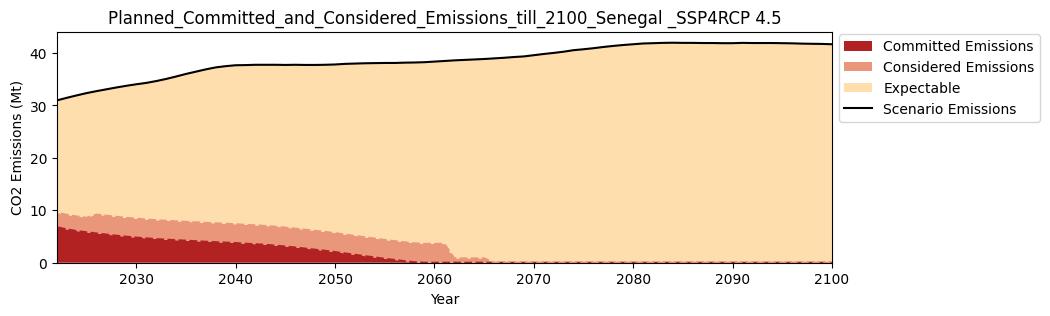 Planned_Committed_and_Considered_Emissions_till_2100_Senegal _SSP4RCP 4.5
Committed Emissions
Considered Emissions
Expectable
Scenario Emissions
CO2 Emissions (Mt)
40
30
20
10
0
2030 2040 2050 2060 2070 2080 2090 2100
Year